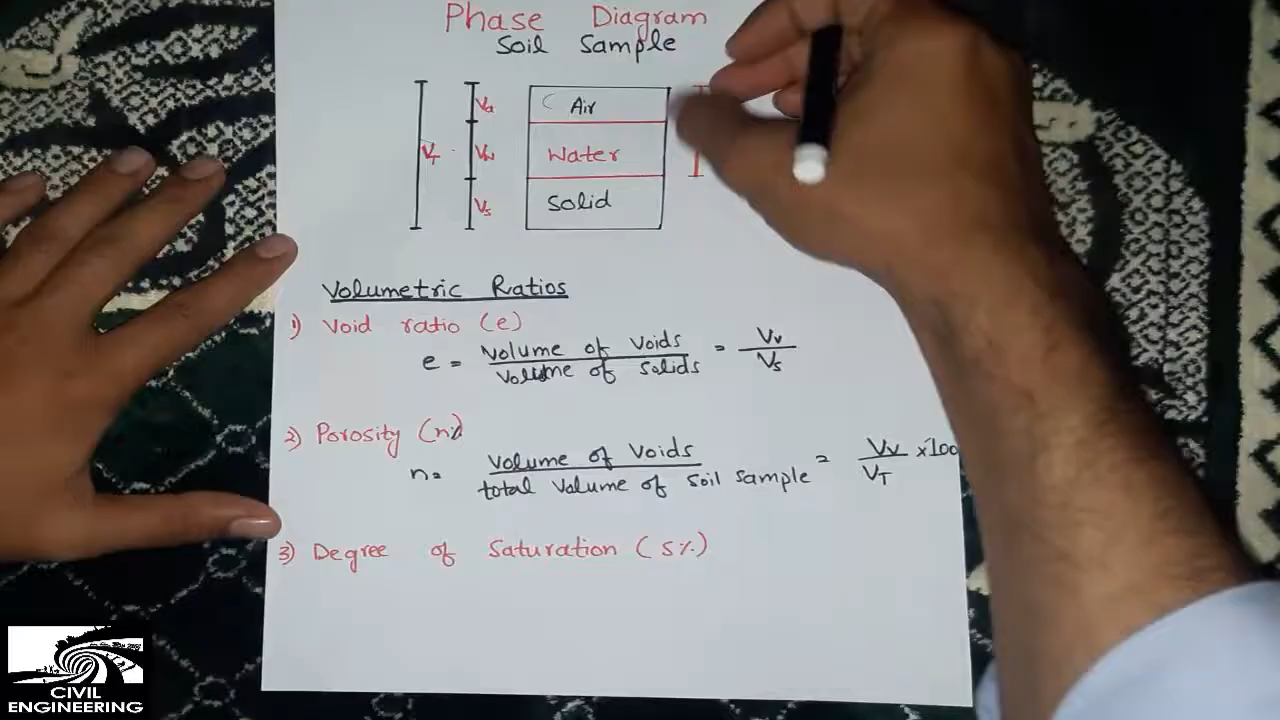 Phase Diagram
Soil Sample
Va
Air
VT
Vw
Water
Vs
Solid
Volumetric Ratios
1) Void ratio (e)
e = Volume of Voids / Volume of Solids = Vv / Vs
2) Porosity (n)
n = Volume of Voids / total Volume of Soil Sample = Vv / VT × 100
3) Degree of Saturation (S%)
CIVIL
ENGINEERING